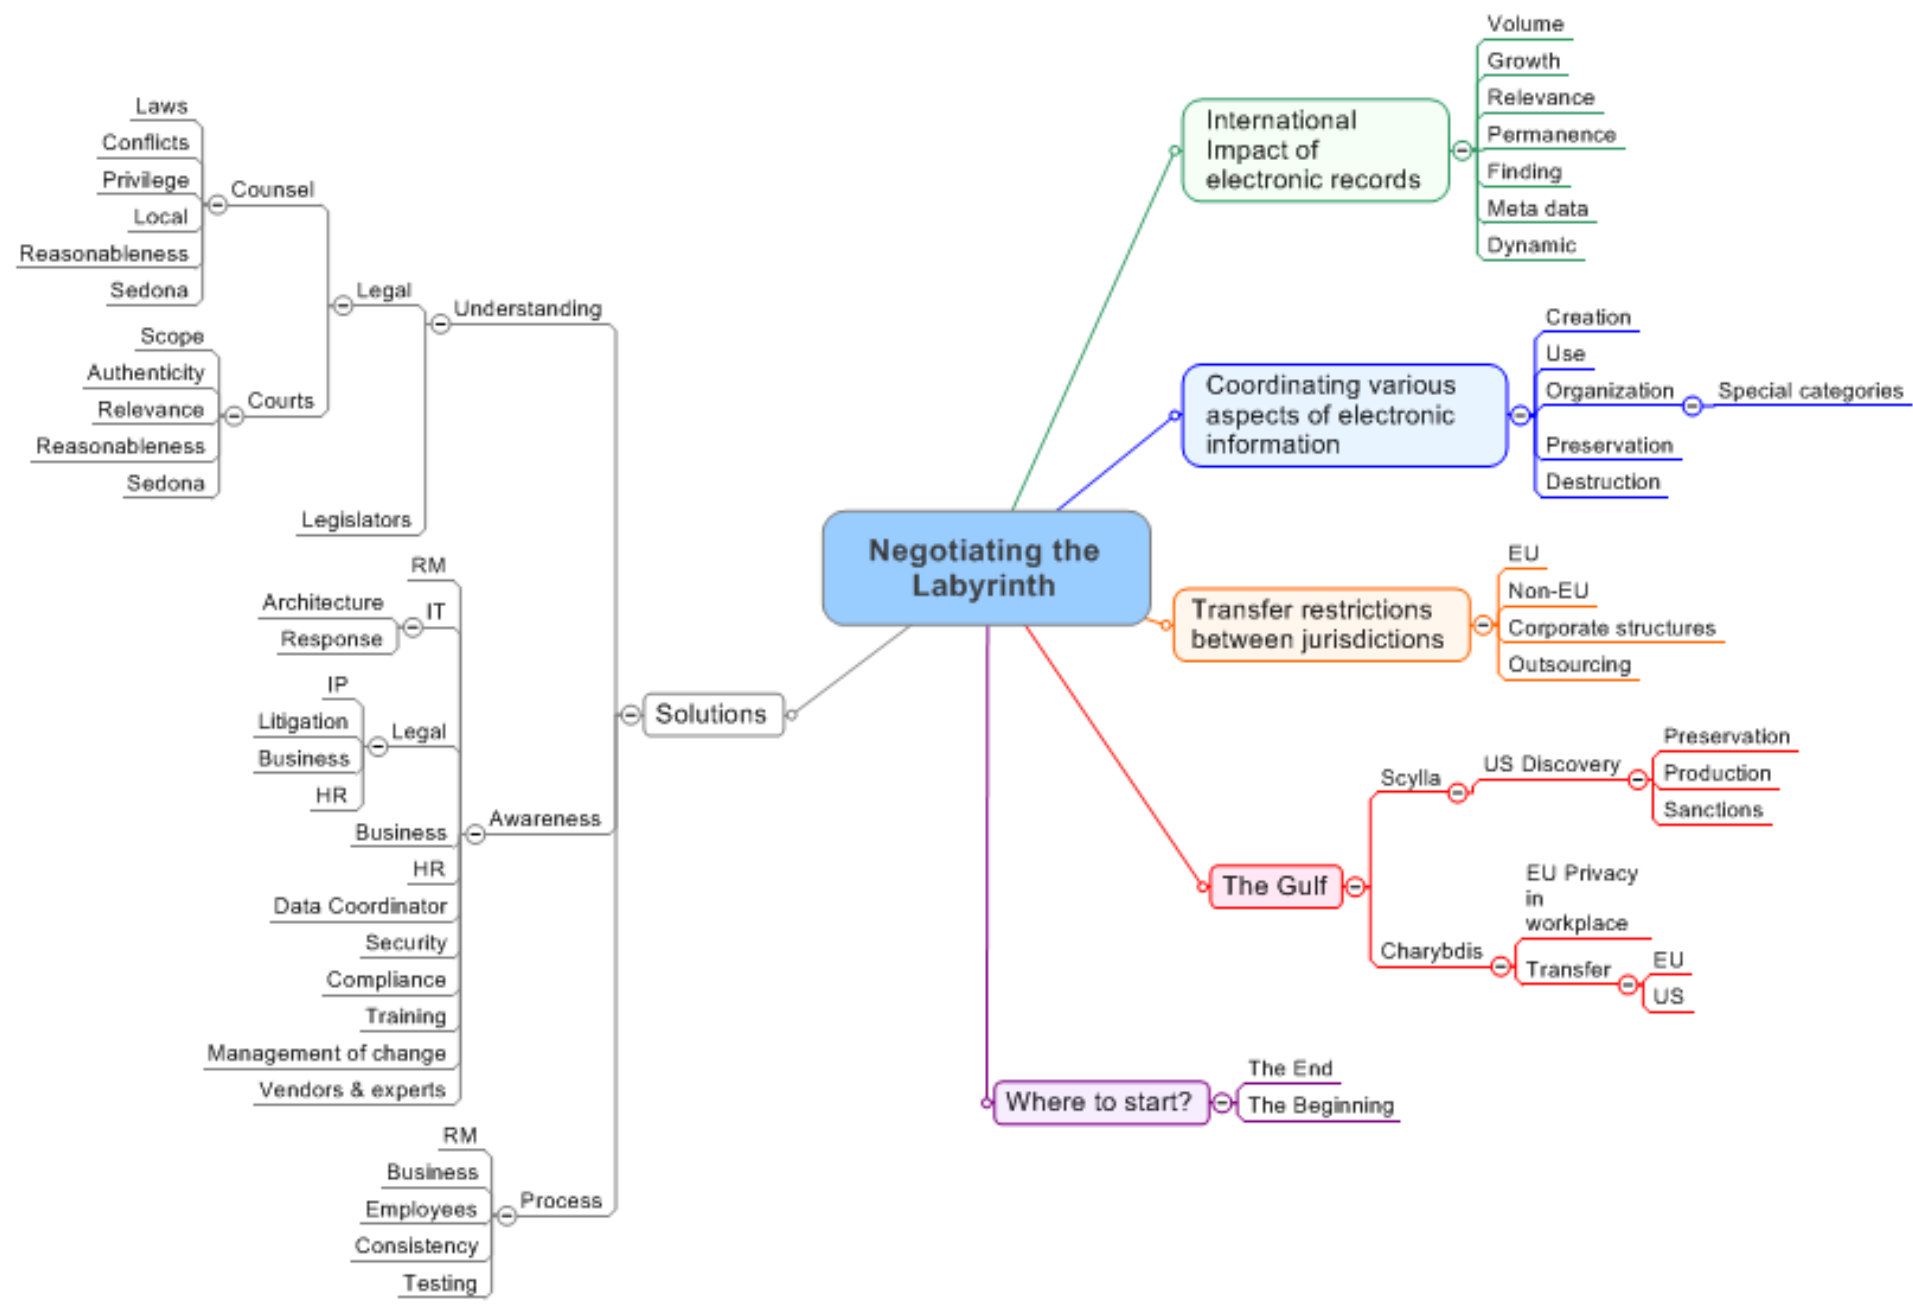 Negotiating the
Labyrinth
International
Impact of
electronic records
Volume
Growth
Relevance
Permanence
Finding
Meta data
Dynamic
Coordinating various
aspects of electronic
information
Creation
Use
Organization
Special categories
Preservation
Destruction
Transfer restrictions
between jurisdictions
EU
Non-EU
Corporate structures
Outsourcing
The Gulf
Scylla
US Discovery
Preservation
Production
Sanctions
Charybdis
EU Privacy
in
workplace
Transfer
EU
US
Where to start?
The End
The Beginning
Solutions
Understanding
Legal
Counsel
Laws
Conflicts
Privilege
Local
Reasonableness
Sedona
Courts
Scope
Authenticity
Relevance
Reasonableness
Sedona
Legislators
Awareness
RM
IT
Architecture
Response
Legal
IP
Litigation
Business
HR
Business
HR
Data Coordinator
Security
Compliance
Training
Management of change
Vendors & experts
Process
RM
Business
Employees
Consistency
Testing